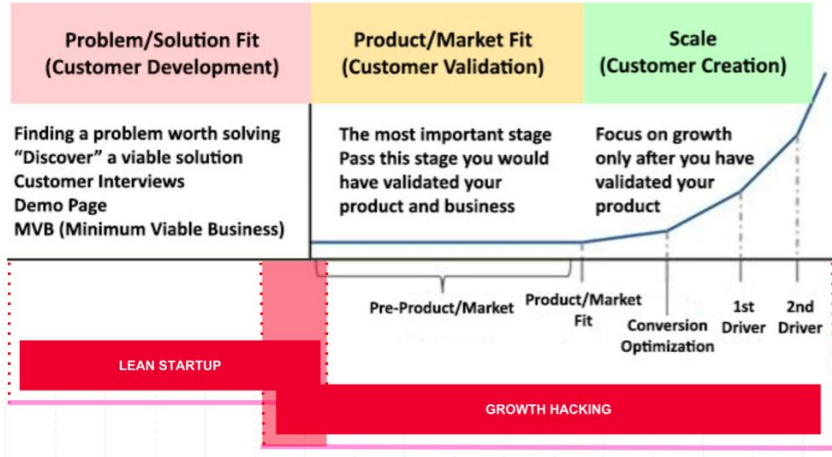 Problem/Solution Fit
(Customer Development)
Product/Market Fit
(Customer Validation)
Scale
(Customer Creation)
Finding a problem worth solving
“Discover” a viable solution
Customer Interviews
Demo Page
MVB (Minimum Viable Business)
The most important stage
Pass this stage you would
have validated your
product and business
Focus on growth
only after you have
validated your
product
Pre-Product/Market
Product/Market
Fit
Conversion
Optimization
1st
Driver
2nd
Driver
LEAN STARTUP
GROWTH HACKING